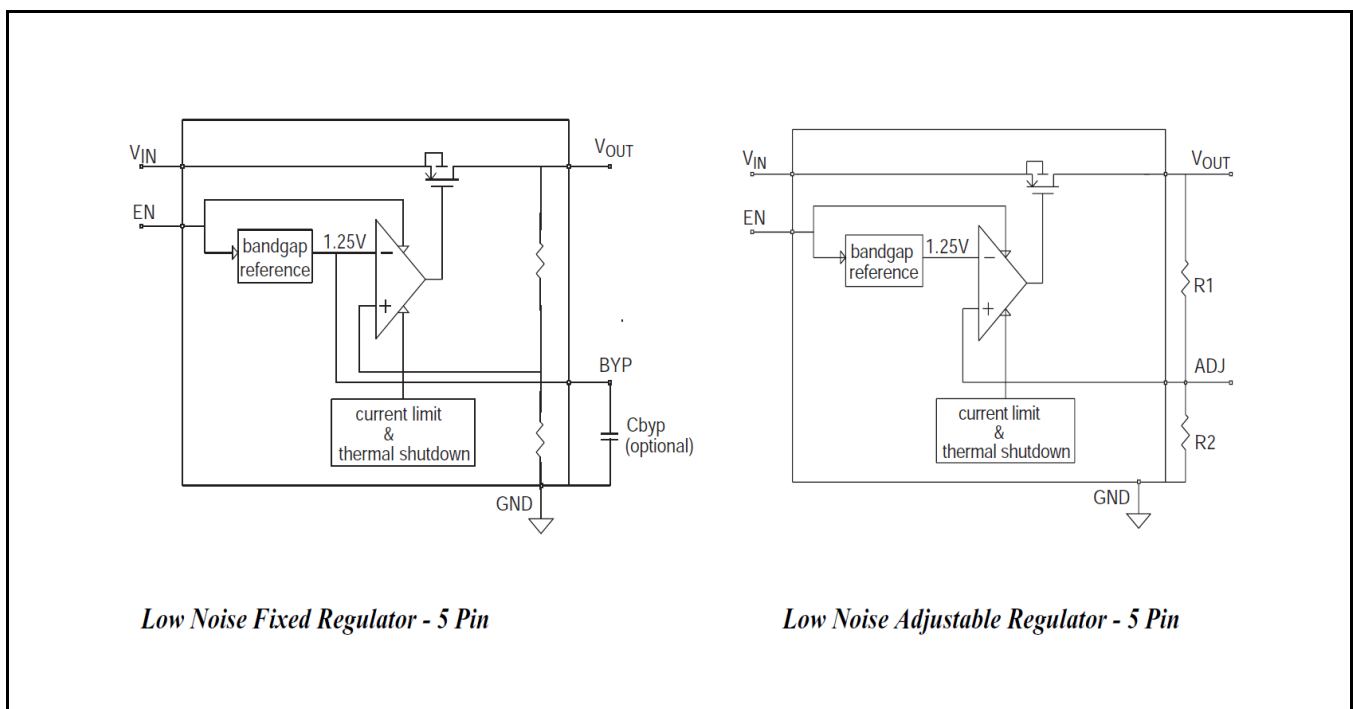 VIN
VOUT
EN
bandgap
reference
1.25V
−
+
BYP
current limit
&
thermal shutdown
Cbyp
(optional)
GND
Low Noise Fixed Regulator - 5 Pin
VIN
VOUT
EN
bandgap
reference
1.25V
−
+
R1
ADJ
current limit
&
thermal shutdown
R2
GND
Low Noise Adjustable Regulator - 5 Pin